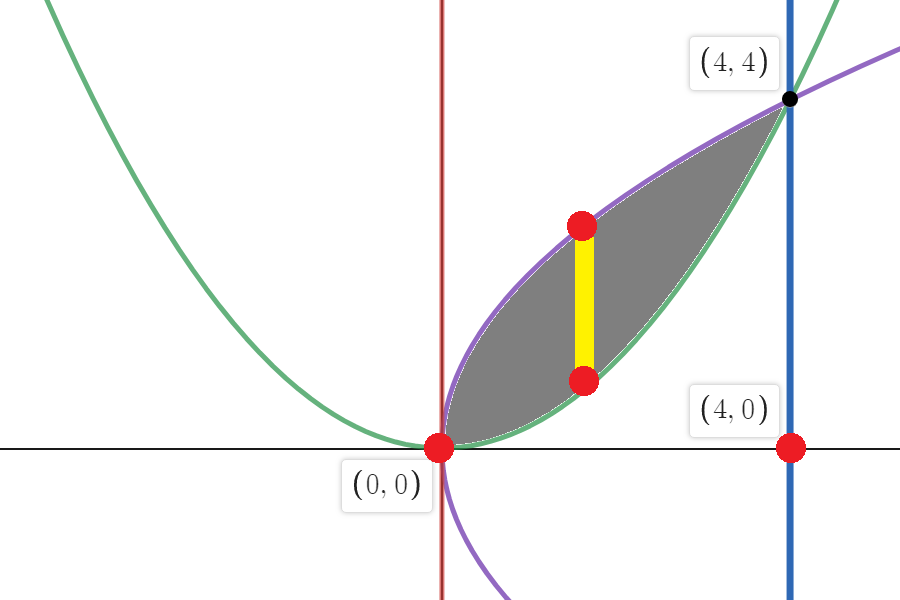 (4, 4)
(4, 0)
(0, 0)